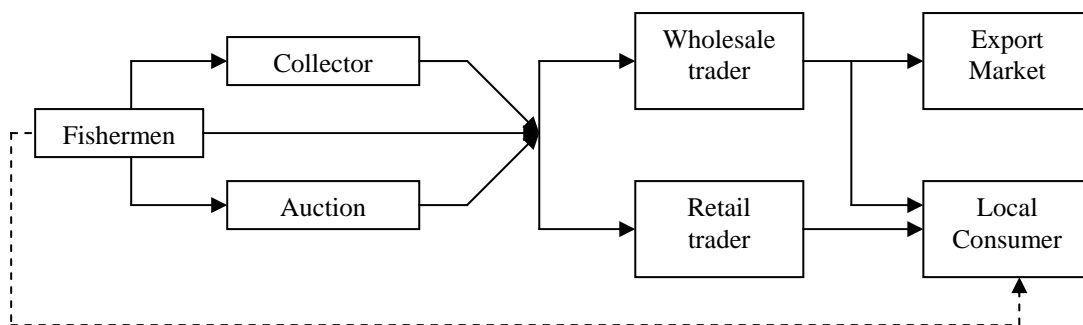 Collector
Fishermen
Auction
Wholesale
trader
Retail
trader
Export
Market
Local
Consumer